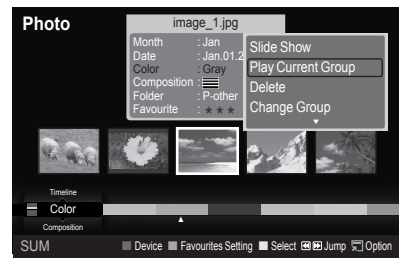 Photo
image_1.jpg
Month : Jan
Date : Jan.01.2
Color : Gray
Composition :
Folder : P-other
Favourite : ★ ★ ★
Slide Show
Play Current Group
Delete
Change Group
Timeline
Color
Composition
SUM
Device Favourites Setting Select Jump Option